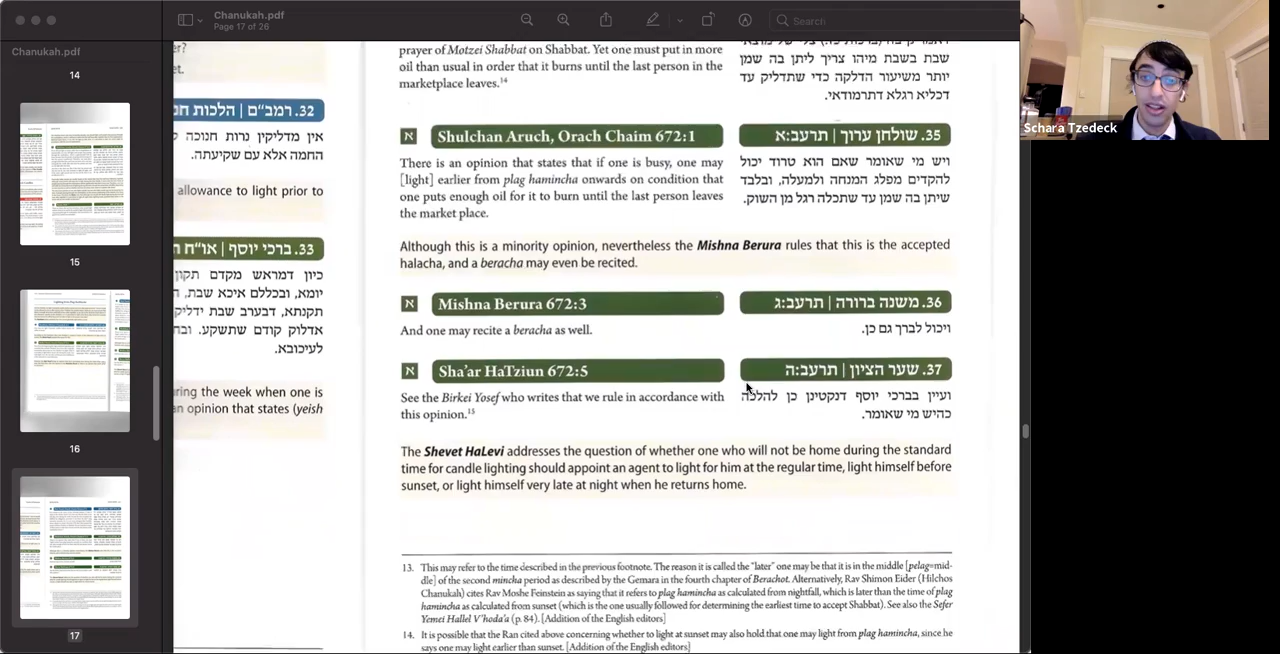 Chanukah.pdf
Page 17 of 26
Search
Chanukah.pdf
14
15
16
17
er?
et.
32. רמב"ם | הלכות חנ
אין מדליקין נרות חנוכה
החמה אלא עם שקיעתה.
allowance to light prior to
33. ברכי יוסף | או"ח ת
כיון דמראש מקדם תקון
יומא, ובכללם איכא שבת,
תקנתא, דבערב שבת ידליק
אדלוק קודם שתשקע. ובה
לעיכובא.
ring the week when one is
an opinion that states (yeish
prayer of Motzei Shabbat on Shabbat. Yet one must put in more
oil than usual in order that it burns until the last person in the
marketplace leaves.14
שבת בשבת מיהו צריך ליתן בה שמן
יותר משיעור הדלקה כדי שתדליק עד
דכליא רגלא דתרמודאי.
א Shulchan Aruch, Orach Chaim 672:1
35. שולחן ערוך | תרעב:א
There is an opinion that states that if one is busy, one may
[light] earlier from plag hamincha onwards on condition that
one puts enough oil for it to burn until the last person leaves
the market place.
ויש מי שאומר שאם הוא טרוד יכול
להקדים מפלג המנחה ולמעלה, ובלבד
שיתן בה שמן עד שתכלה רגל מן השוק.
Although this is a minority opinion, nevertheless the Mishna Berura rules that this is the accepted
halacha, and a beracha may even be recited.
א Mishna Berura 672:3
36. משנה ברורה | תרעב:ג
And one may recite a beracha as well.
ויכול לברך גם כן.
א Sha'ar HaTziun 672:5
37. שער הציון | תרעב:ה
See the Birkei Yosef who writes that we rule in accordance with
this opinion.15
ועיין בברכי יוסף דנקטינן כן להלכה
כהיש מי שאומר.
The Shevet HaLevi addresses the question of whether one who will not be home during the standard
time for candle lighting should appoint an agent to light for him at the regular time, light himself before
sunset, or light himself very late at night when he returns home.
13. This may refer to the time described in the previous footnote. The reason it is called the "later" one may be that it is in the middle [pelag=mid-
dle] of the second mincha period as described by the Gemara in the fourth chapter of Berachot. Alternatively, Rav Shimon Eider (Hilchos
Chanukah) cites Rav Moshe Feinstein as saying that it refers to plag hamincha as calculated from nightfall, which is later than the time of plag
hamincha as calculated from sunset (which is the one usually followed for determining the earliest time to accept Shabbat). See also the Sefer
Yemei Hallel V'hoda'a (p. 84). [Addition of the English editors]
14. It is possible that the Ran cited above concerning whether to light at sunset may also hold that one may light from plag hamincha, since he
says one may light earlier than sunset. [Addition of the English editors]
Schara Tzedeck